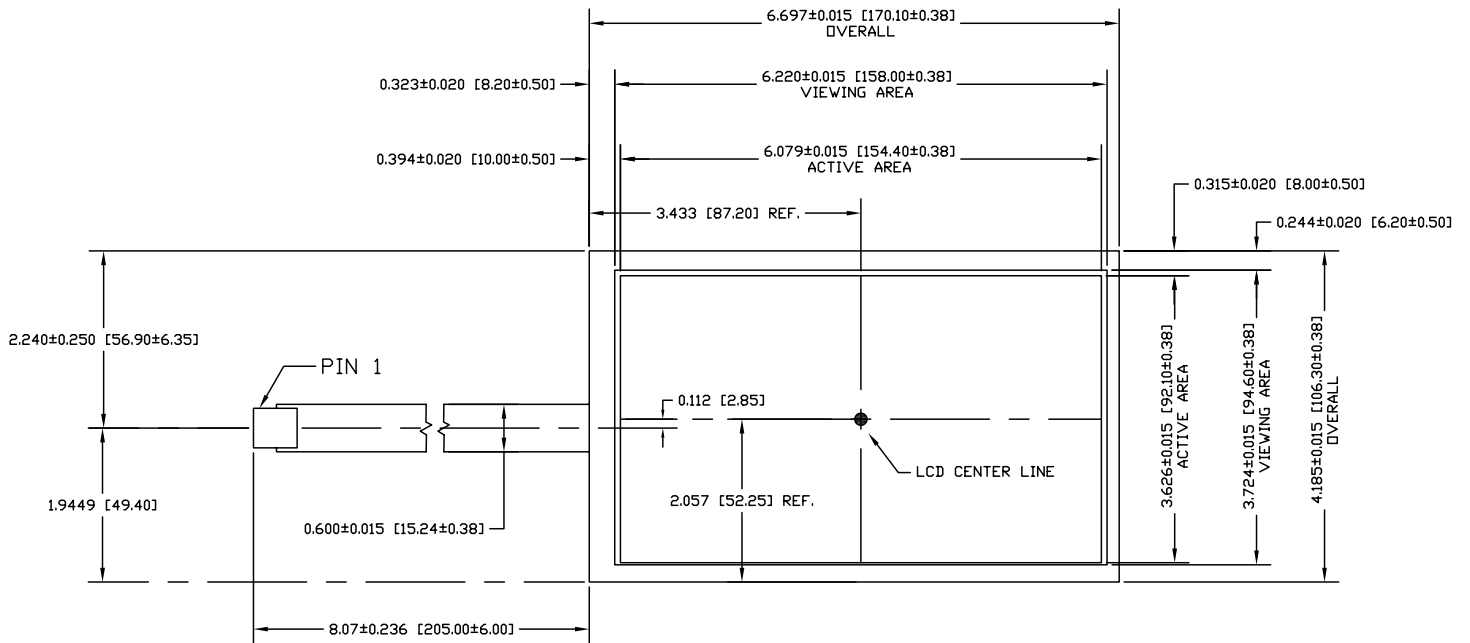 6.697±0.015 [170.10±0.38]
OVERALL
0.323±0.020 [8.20±0.50]
6.220±0.015 [158.00±0.38]
VIEWING AREA
0.394±0.020 [10.00±0.50]
6.079±0.015 [154.40±0.38]
ACTIVE AREA
0.315±0.020 [8.00±0.50]
3.433 [87.20] REF.
0.244±0.020 [6.20±0.50]
2.240±0.250 [56.90±6.35]
PIN 1
0.112 [2.85]
LCD CENTER LINE
3.626±0.015 [92.10±0.38]
ACTIVE AREA
3.724±0.015 [94.60±0.38]
VIEWING AREA
4.185±0.015 [106.30±0.38]
OVERALL
1.9449 [49.40]
2.057 [52.25] REF.
0.600±0.015 [15.24±0.38]
8.07±0.236 [205.00±6.00]